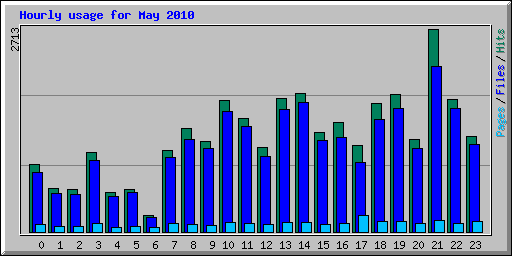 Hourly usage for May 2010
2713
Pages / Files / Hits
0 1 2 3 4 5 6 7 8 9 10 11 12 13 14 15 16 17 18 19 20 21 22 23